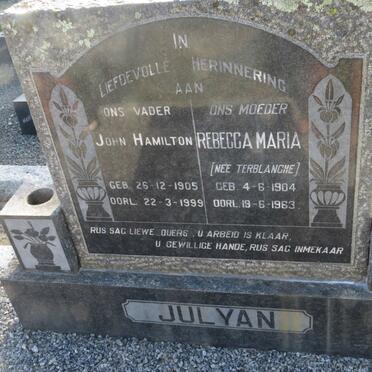 IN
LIEFDEVOLLE HERINNERING
AAN
ONS VADER
JOHN HAMILTON
GEB. 26-12-1905
OORL. 22-3-1999
ONS MOEDER
REBECCA MARIA
[NEE TERBLANCHE]
GEB. 4-6-1904
OORL. 19-6-1963
RUS SAG LIEWE OUERS, U ARBEID IS KLAAR,
U GEWILLIGE HANDE, RUS SAG INMEKAAR
JULYAN